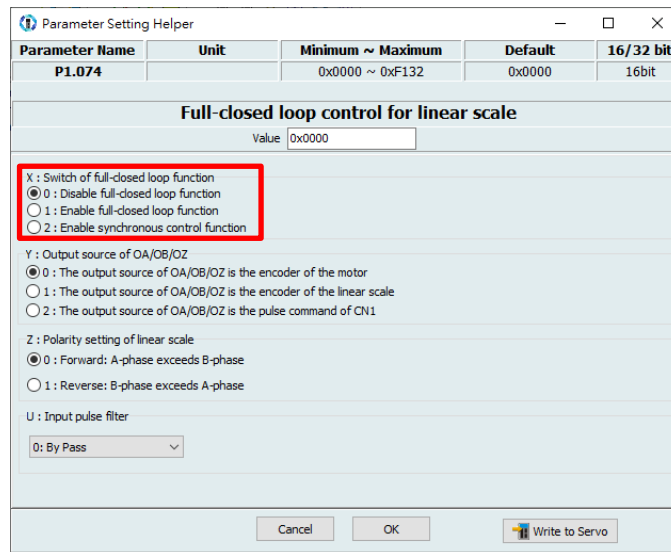 Parameter Setting Helper
Parameter Name Unit Minimum ~ Maximum Default 16/32 bit
P1.074 0x0000 ~ 0xF132 0x0000 16bit
Full-closed loop control for linear scale
Value 0x0000
X : Switch of full-closed loop function
0 : Disable full-closed loop function
1 : Enable full-closed loop function
2 : Enable synchronous control function
Y : Output source of OA/OB/OZ
0 : The output source of OA/OB/OZ is the encoder of the motor
1 : The output source of OA/OB/OZ is the encoder of the linear scale
2 : The output source of OA/OB/OZ is the pulse command of CN1
Z : Polarity setting of linear scale
0 : Forward: A-phase exceeds B-phase
1 : Reverse: B-phase exceeds A-phase
U : Input pulse filter
0: By Pass
Cancel OK Write to Servo